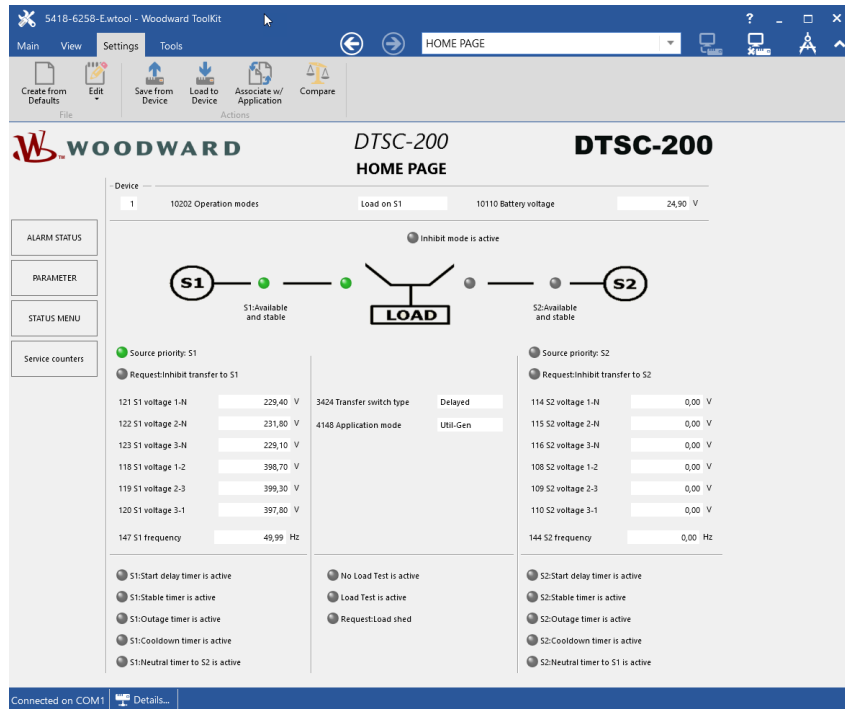 5418-6258-E.wtool - Woodward ToolKit
?
Main View Settings Tools
HOME PAGE
Create from Defaults
Edit
Save from Device
Load to Device
Associate w/ Application
Compare
File
Actions
WOODWARD
DTSC-200
HOME PAGE
DTSC-200
Device
1 10202 Operation modes Load on S1 10110 Battery voltage 24,90 V
ALARM STATUS
PARAMETER
STATUS MENU
Service counters
Inhibit mode is active
S1
S2
LOAD
S1:Available
and stable
S2:Available
and stable
Source priority: S1
Request:Inhibit transfer to S1
121 S1 voltage 1-N 229,40 V
122 S1 voltage 2-N 231,80 V
123 S1 voltage 3-N 229,10 V
118 S1 voltage 1-2 398,70 V
119 S1 voltage 2-3 399,30 V
120 S1 voltage 3-1 397,80 V
147 S1 frequency 49,99 Hz
3424 Transfer switch type Delayed
4148 Application mode Util-Gen
Source priority: S2
Request:Inhibit transfer to S2
114 S2 voltage 1-N 0,00 V
115 S2 voltage 2-N 0,00 V
116 S2 voltage 3-N 0,00 V
108 S2 voltage 1-2 0,00 V
109 S2 voltage 2-3 0,00 V
110 S2 voltage 3-1 0,00 V
144 S2 frequency 0,00 Hz
S1:Start delay timer is active
S1:Stable timer is active
S1:Outage timer is active
S1:Cooldown timer is active
S1:Neutral timer to S2 is active
No Load Test is active
Load Test is active
Request:Load shed
S2:Start delay timer is active
S2:Stable timer is active
S2:Outage timer is active
S2:Cooldown timer is active
S2:Neutral timer to S1 is active
Connected on COM1 Details...